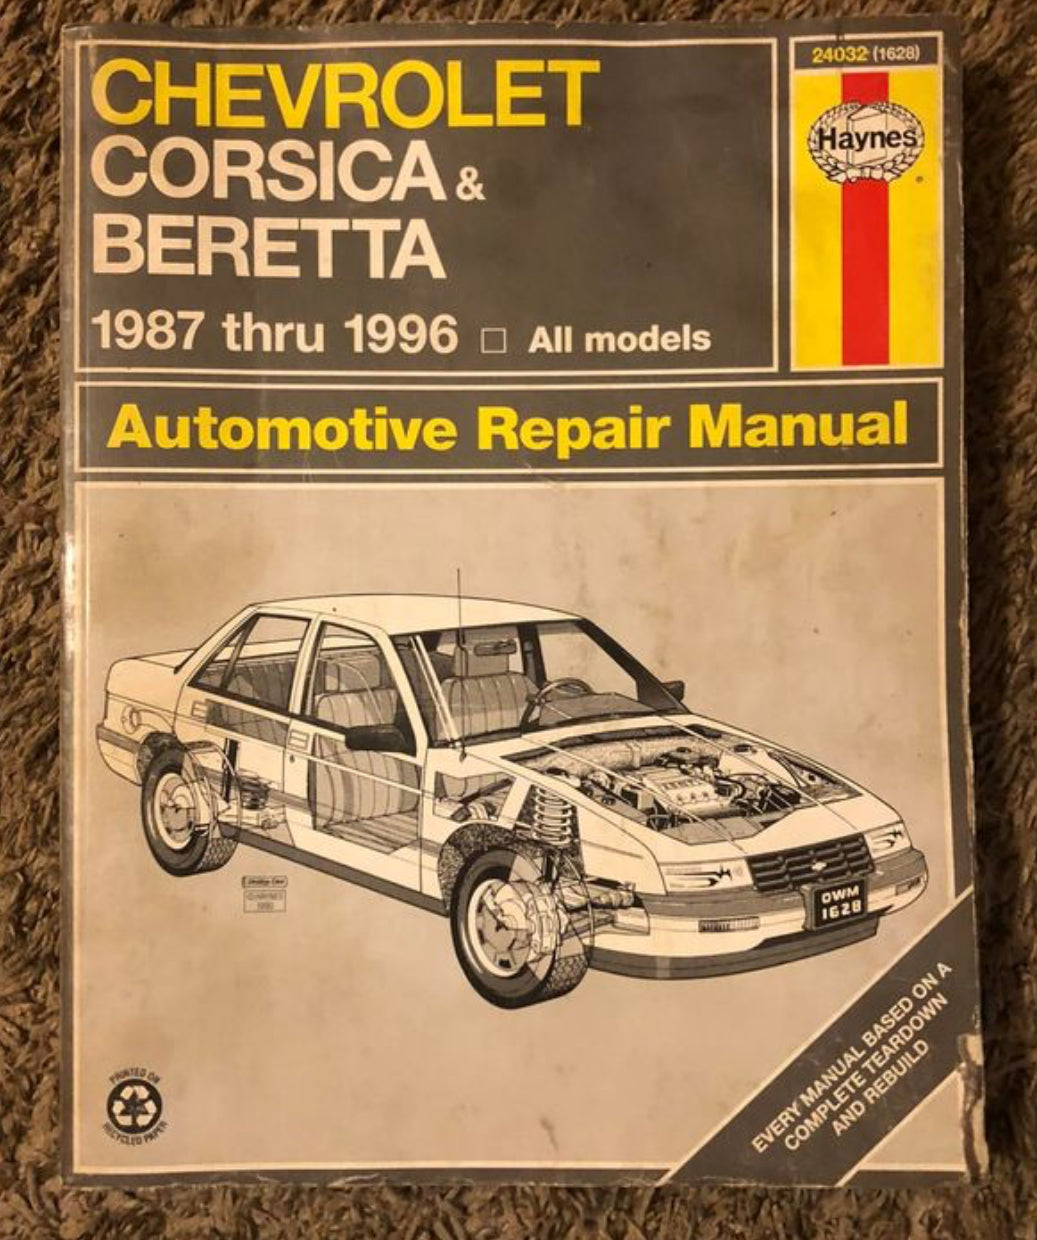 CHEVROLET
CORSICA &
BERETTA
1987 thru 1996 □ All models
24032 (1628)
Haynes
®
Automotive Repair Manual
OWM
1628
EVERY MANUAL BASED ON A
COMPLETE TEARDOWN
AND REBUILD
PRINTED ON
RECYCLED PAPER